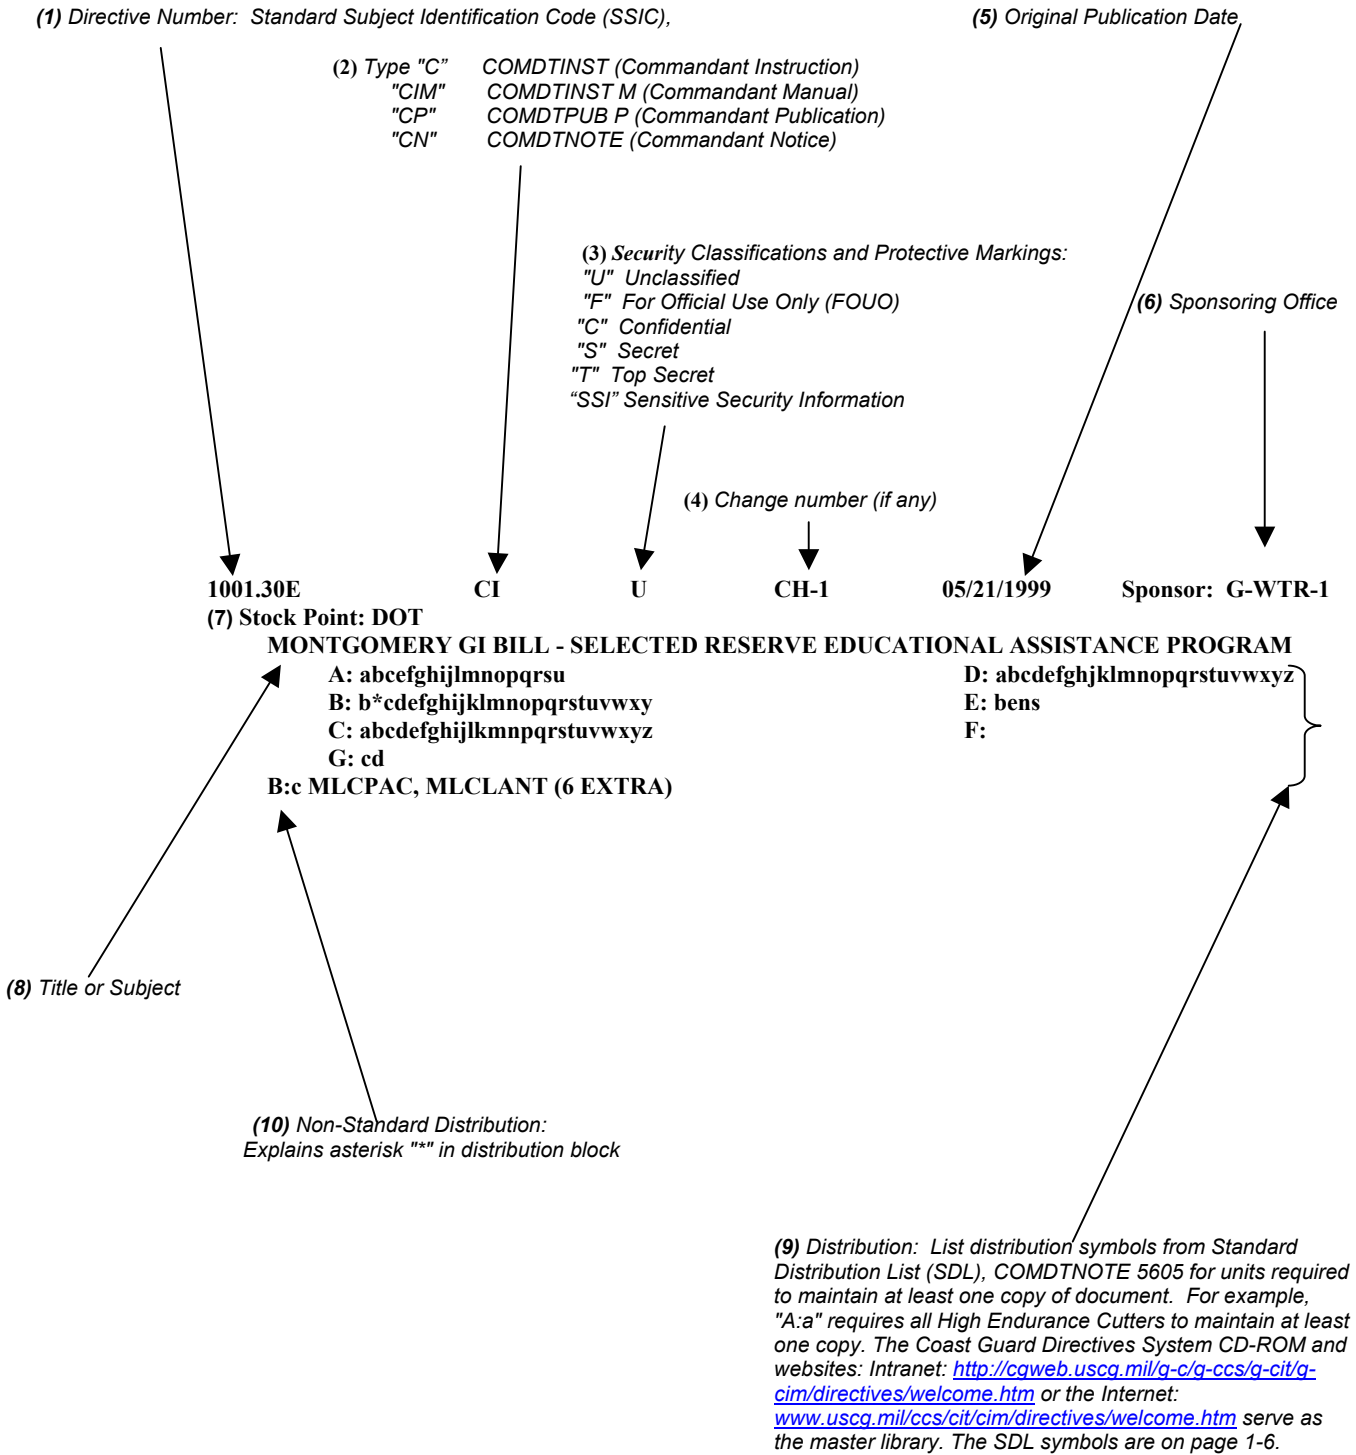 (1) Directive Number: Standard Subject Identification Code (SSIC),
(5) Original Publication Date
(2) Type "C” COMDTINST (Commandant Instruction)
"CIM" COMDTINST M (Commandant Manual)
"CP" COMDTPUB P (Commandant Publication)
"CN" COMDTNOTE (Commandant Notice)
(3) Security Classifications and Protective Markings:
"U" Unclassified
"F" For Official Use Only (FOUO)
"C" Confidential
"S" Secret
"T" Top Secret
“SSI” Sensitive Security Information
(6) Sponsoring Office
(4) Change number (if any)
1001.30E CI U CH-1 05/21/1999 Sponsor: G-WTR-1
(7) Stock Point: DOT
MONTGOMERY GI BILL - SELECTED RESERVE EDUCATIONAL ASSISTANCE PROGRAM
A: abcefghijlmnopqrsu D: abcdefghjklmnopqrstuvwxyz
B: b*cdefghijklmnopqrstuvwxy E: bens
C: abcdefghijlkmnpqrstuvwxyz F:
G: cd
B:c MLCPAC, MLCLANT (6 EXTRA)
(8) Title or Subject
(10) Non-Standard Distribution:
Explains asterisk "*" in distribution block
(9) Distribution: List distribution symbols from Standard
Distribution List (SDL), COMDTNOTE 5605 for units required
to maintain at least one copy of document. For example,
"A:a" requires all High Endurance Cutters to maintain at least
one copy. The Coast Guard Directives System CD-ROM and
websites: Intranet: http://cgweb.uscg.mil/g-c/g-ccs/g-cit/g-
cim/directives/welcome.htm or the Internet:
www.uscg.mil/ccs/cit/cim/directives/welcome.htm serve as
the master library. The SDL symbols are on page 1-6.